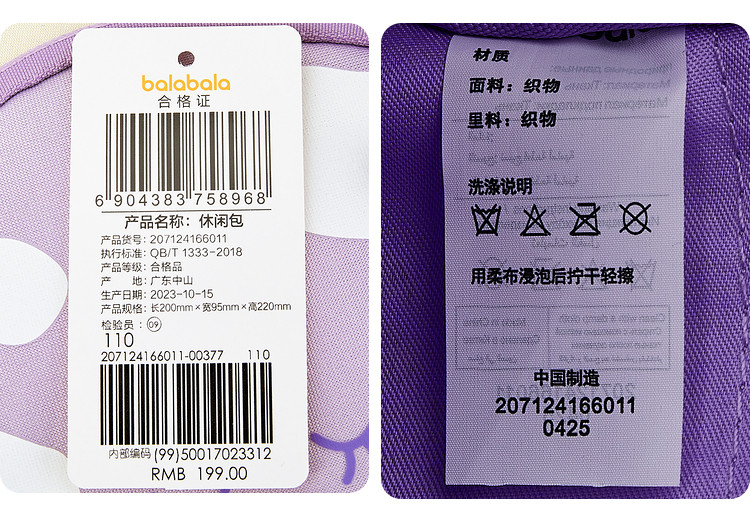 balabala
合格证
6 904383 758968
产品名称：休闲包
产品货号：207124166011
执行标准：QB/T 1333-2018
产品等级：合格品
产 地：广东中山
生产日期：2023-10-15
产品规格：长200mm×宽95mm×高220mm
检验员：09
110
207124166011-00377 110
内部编码 (99)50017023312
RMB 199.00
材质
面料：织物
里料：织物
洗涤说明
用柔布浸泡后拧干轻擦
中国制造
207124166011
0425